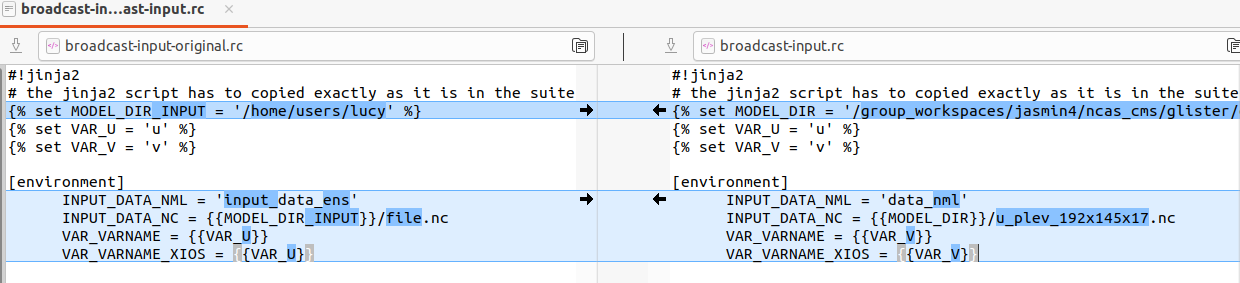 broadcast-in...ast-input.rc ×
broadcast-input-original.rc
#!jinja2
# the jinja2 script has to copied exactly as it is in the suite
{% set MODEL_DIR_INPUT = '/home/users/lucy' %}
{% set VAR_U = 'u' %}
{% set VAR_V = 'v' %}
[environment]
INPUT_DATA_NML = 'input_data_ens'
INPUT_DATA_NC = {{MODEL_DIR_INPUT}}/file.nc
VAR_VARNAME = {{VAR_U}}
VAR_VARNAME_XIOS = {{VAR_U}}
broadcast-input.rc
#!jinja2
# the jinja2 script has to copied exactly as it is in the suite
{% set MODEL_DIR = '/group_workspaces/jasmin4/ncas_cms/glister/
{% set VAR_U = 'u' %}
{% set VAR_V = 'v' %}
[environment]
INPUT_DATA_NML = 'data_nml'
INPUT_DATA_NC = {{MODEL_DIR}}/u_plev_192x145x17.nc
VAR_VARNAME = {{VAR_V}}
VAR_VARNAME_XIOS = {{VAR_V}}